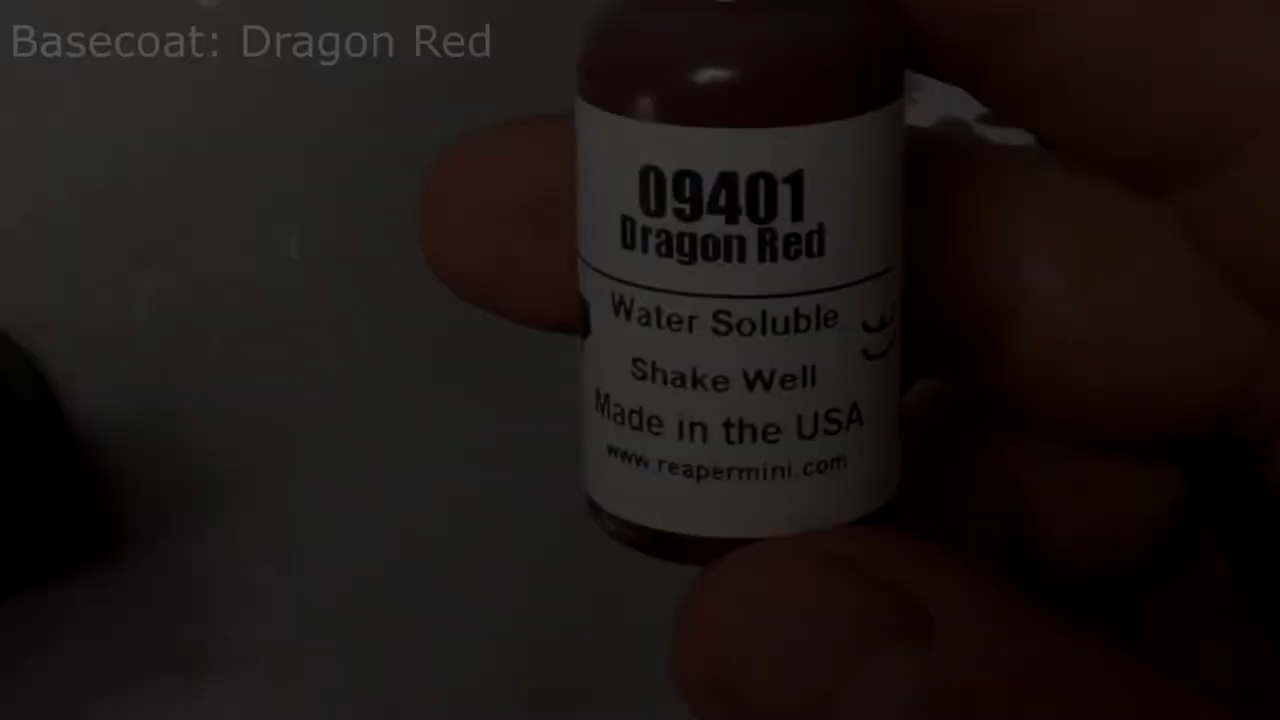 Basecoat: Dragon Red
09401
Dragon Red
Water Soluble
Shake Well
Made in the USA
www.reapermini.com